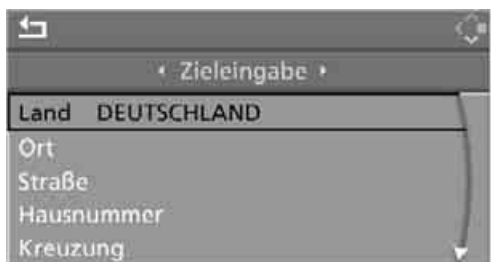 Zieleingabe
Land DEUTSCHLAND
Ort
Straße
Hausnummer
Kreuzung